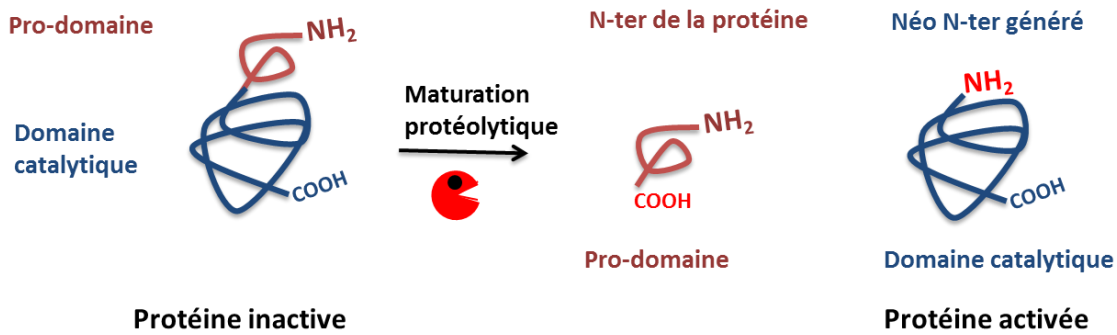 Pro-domaine
NH2
Domaine
catalytique
COOH
Protéine inactive
Maturation
protéolytique
N-ter de la protéine
NH2
COOH
Pro-domaine
Néo N-ter généré
NH2
COOH
Domaine catalytique
Protéine activée